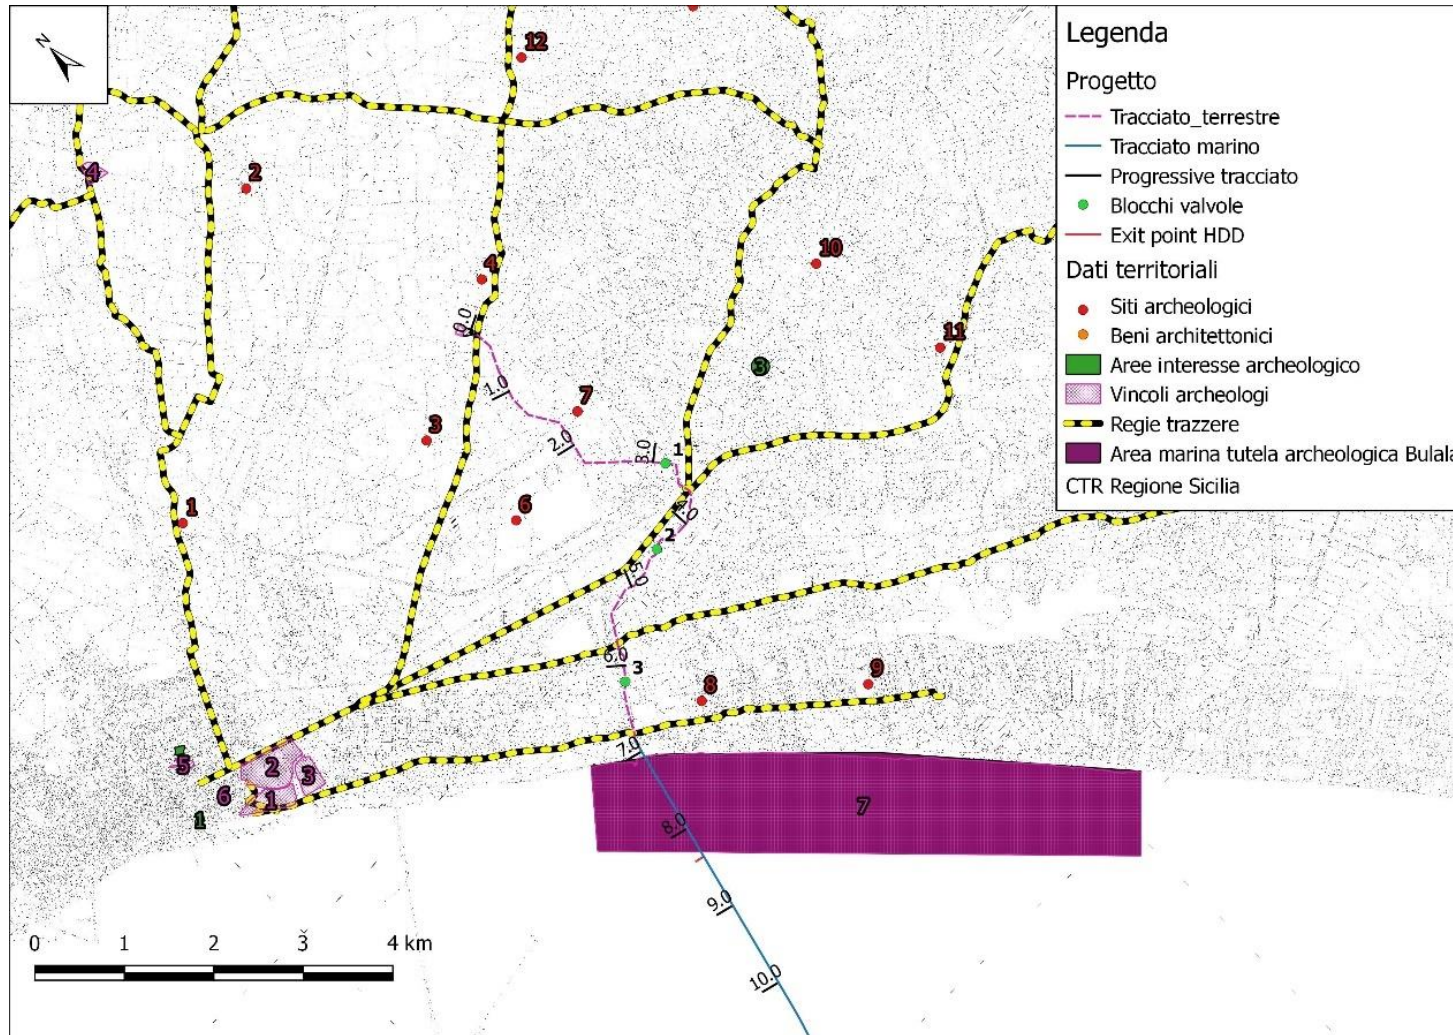 N
Legenda
Progetto
Tracciato_terrestre
Tracciato marino
Progressive tracciato
Blocchi valvole
Exit point HDD
Dati territoriali
Siti archeologici
Beni architettonici
Aree interesse archeologico
Vincoli archeologi
Regie trazzere
Area marina tutela archeologica Bulala
CTR Regione Sicilia
12
4
2
4
10
0.0
11
3
1.0
7
3
2.0
3.0
1
1
6
4.0
2
5.0
6.0
3
9
8
7.0
5
2
3
6
1
1
7
8.0
9.0
10.0
0 1 2 3 4 km